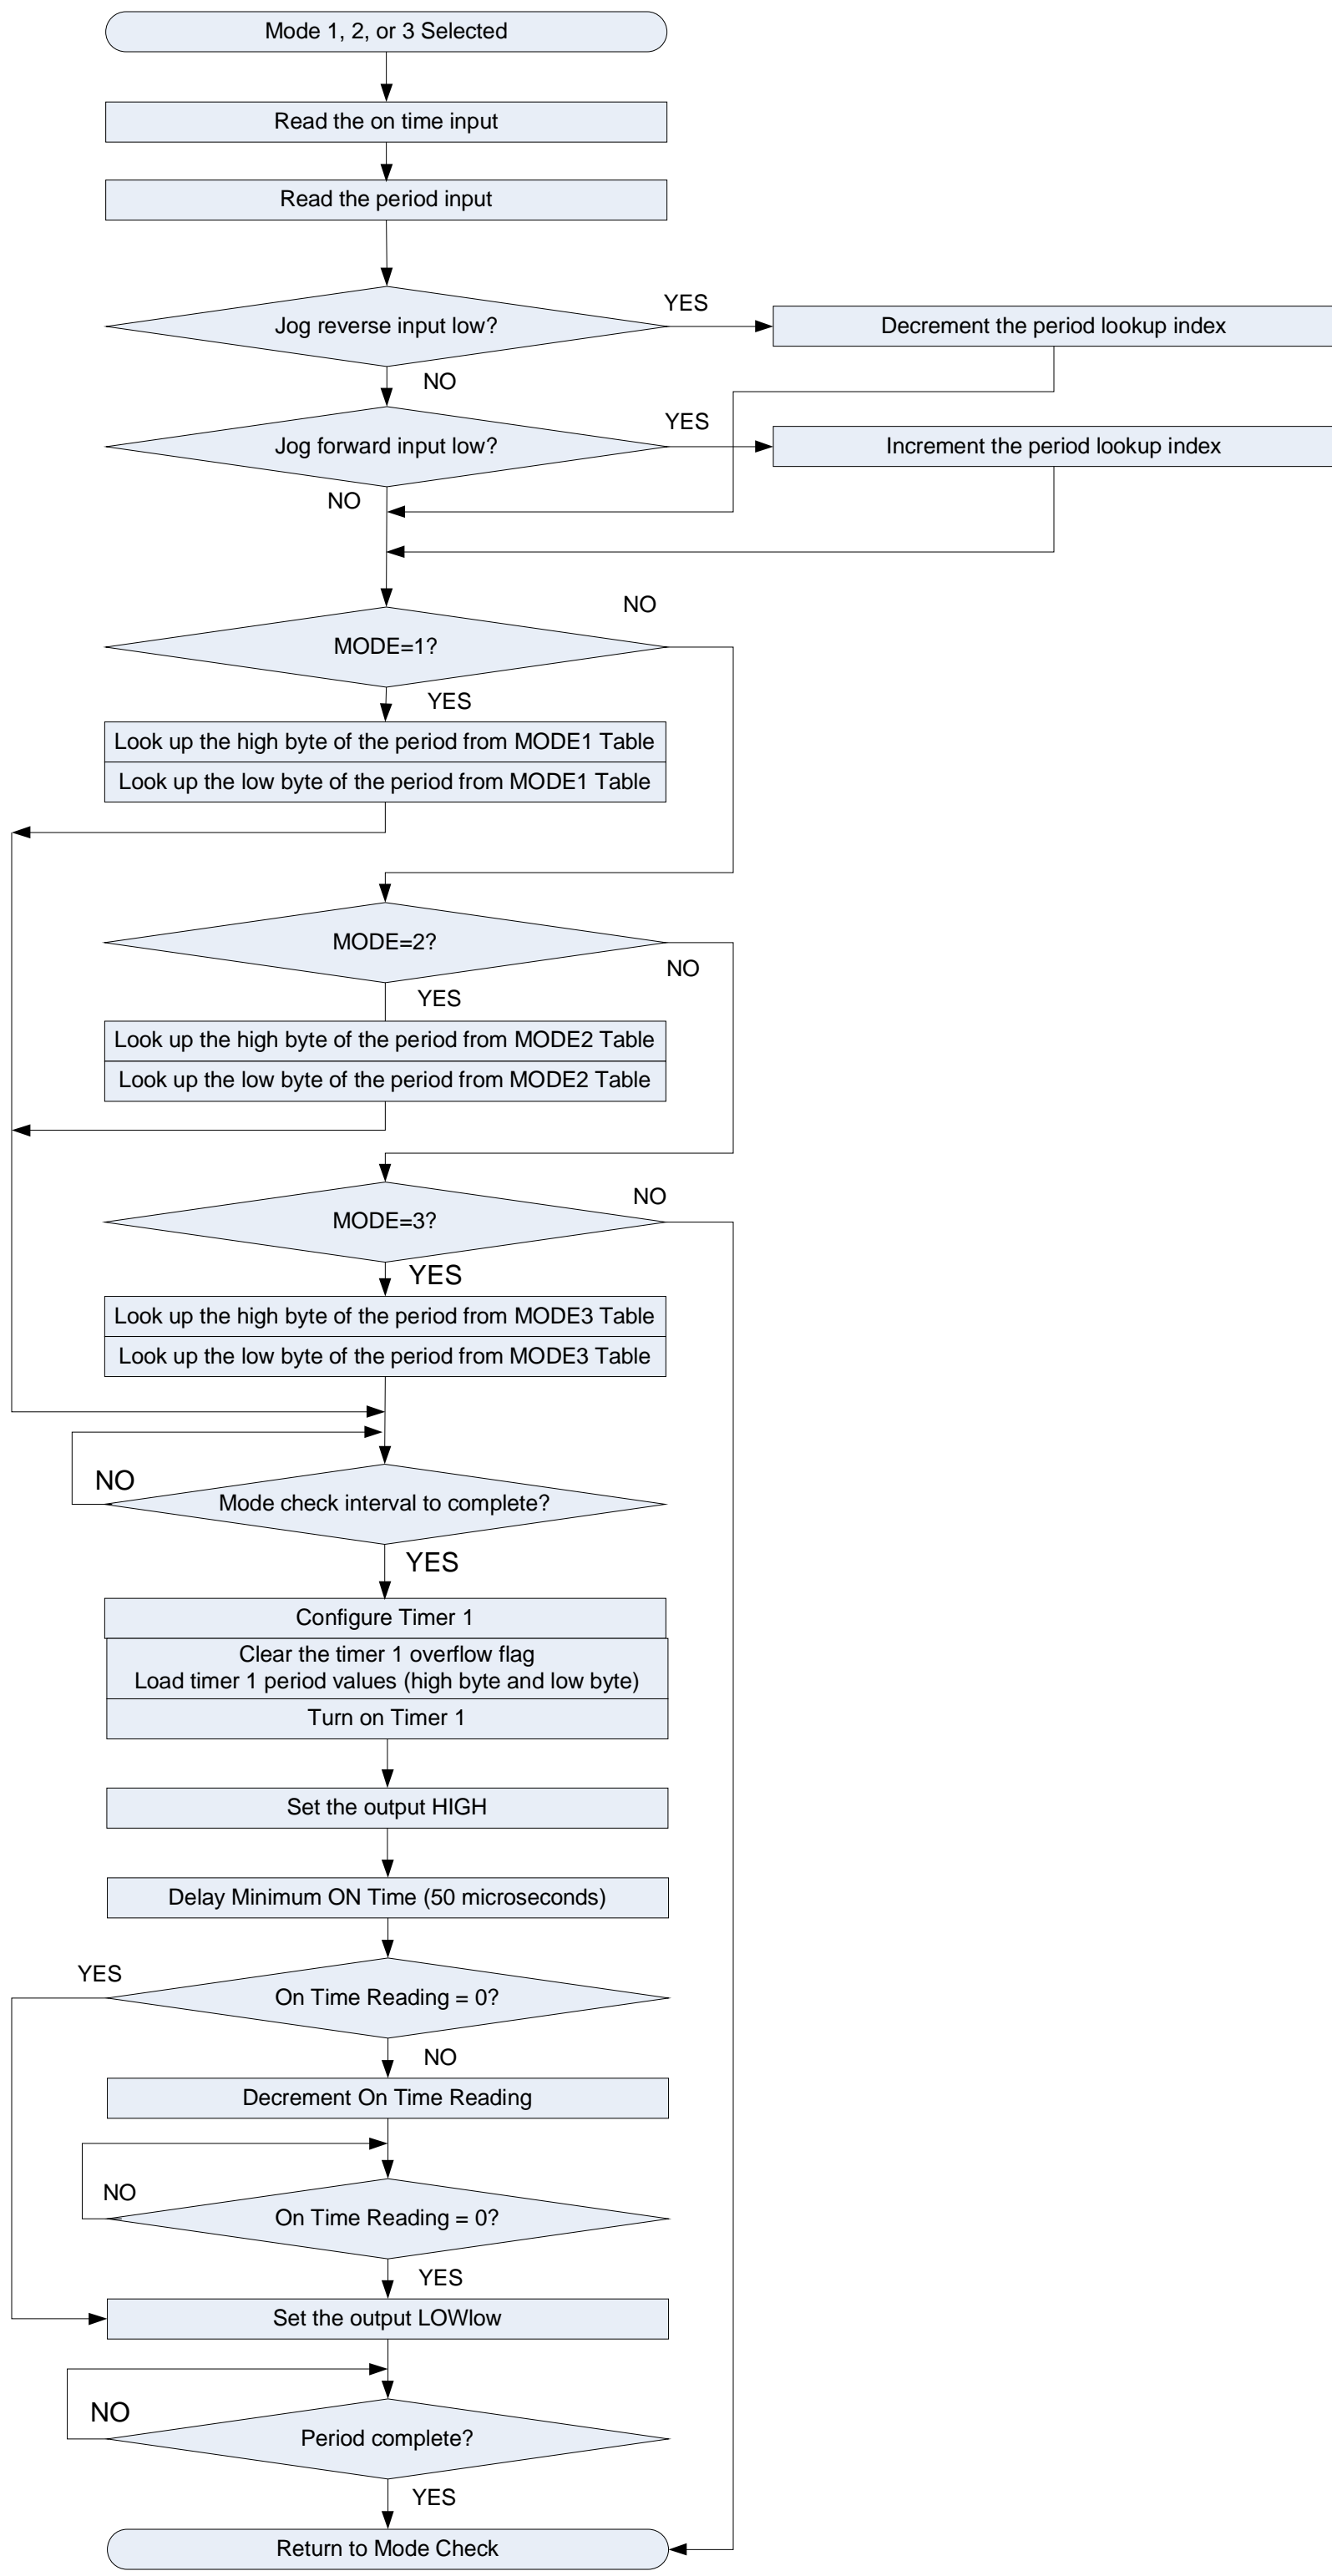 Mode 1, 2, or 3 Selected
Read the on time input
Read the period input
Jog reverse input low?
YES
Decrement the period lookup index
NO
Jog forward input low?
YES
Increment the period lookup index
NO
MODE=1?
NO
YES
Look up the high byte of the period from MODE1 Table
Look up the low byte of the period from MODE1 Table
MODE=2?
NO
YES
Look up the high byte of the period from MODE2 Table
Look up the low byte of the period from MODE2 Table
MODE=3?
NO
YES
Look up the high byte of the period from MODE3 Table
Look up the low byte of the period from MODE3 Table
NO
Mode check interval to complete?
YES
Configure Timer 1
Clear the timer 1 overflow flag
Load timer 1 period values (high byte and low byte)
Turn on Timer 1
Set the output HIGH
Delay Minimum ON Time (50 microseconds)
YES
On Time Reading = 0?
NO
Decrement On Time Reading
NO
On Time Reading = 0?
YES
Set the output LOWlow
NO
Period complete?
YES
Return to Mode Check